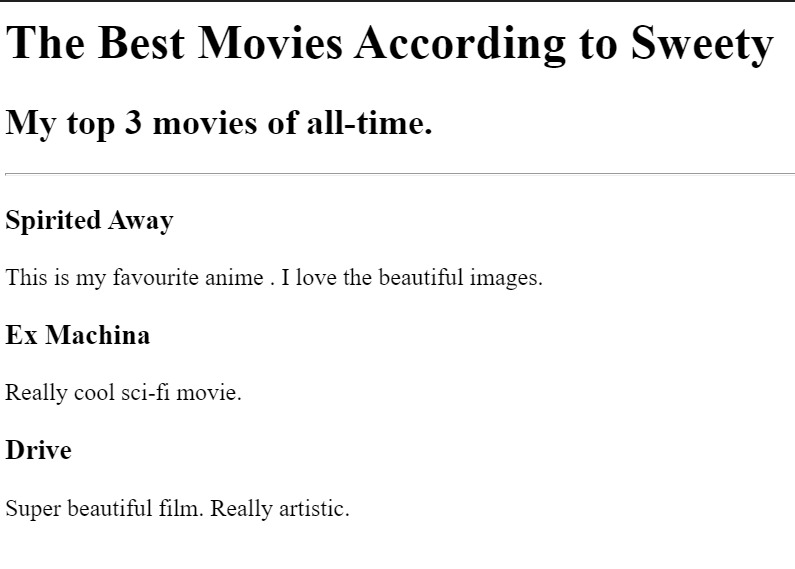 The Best Movies According to Sweety
My top 3 movies of all-time.
Spirited Away
This is my favourite anime . I love the beautiful images.
Ex Machina
Really cool sci-fi movie.
Drive
Super beautiful film. Really artistic.